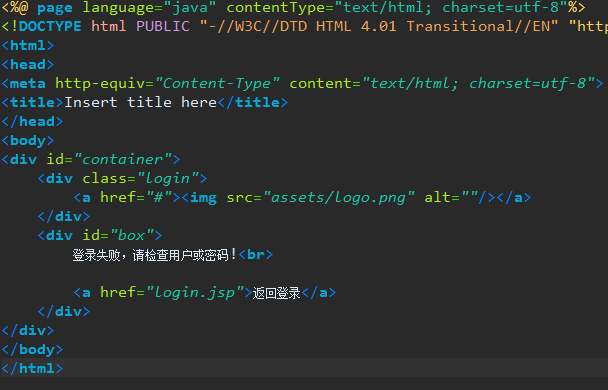 <%@ page language="java" contentType="text/html; charset=utf-8"%>
<!DOCTYPE html PUBLIC "-//W3C//DTD HTML 4.01 Transitional//EN" "http
<html>
<head>
<meta http-equiv="Content-Type" content="text/html; charset=utf-8">
<title>Insert title here</title>
</head>
<body>
<div id="container">
    <div class="login">
        <a href="#"><img src="assets/logo.png" alt=""/></a>
    </div>
    <div id="box">
        登录失败，请检查用户或密码!<br>
        <a href="login.jsp">返回登录</a>
    </div>
</div>
</body>
</html>